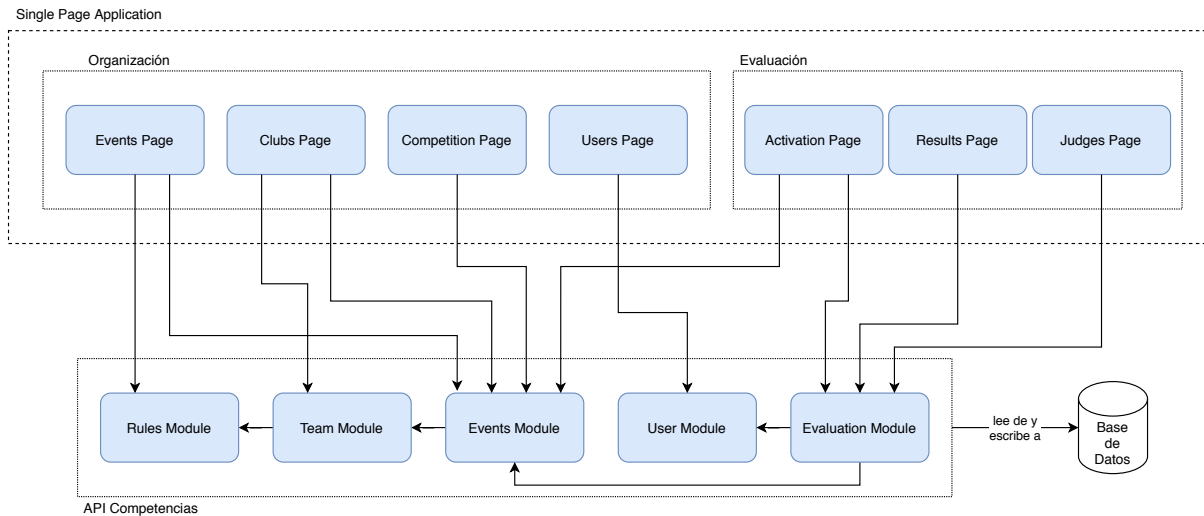 Single Page Application
Organización
Evaluación
Events Page
Clubs Page
Competition Page
Users Page
Activation Page
Results Page
Judges Page
Rules Module
Team Module
Events Module
User Module
Evaluation Module
lee de y
escribe a
Base
de
Datos
API Competencias